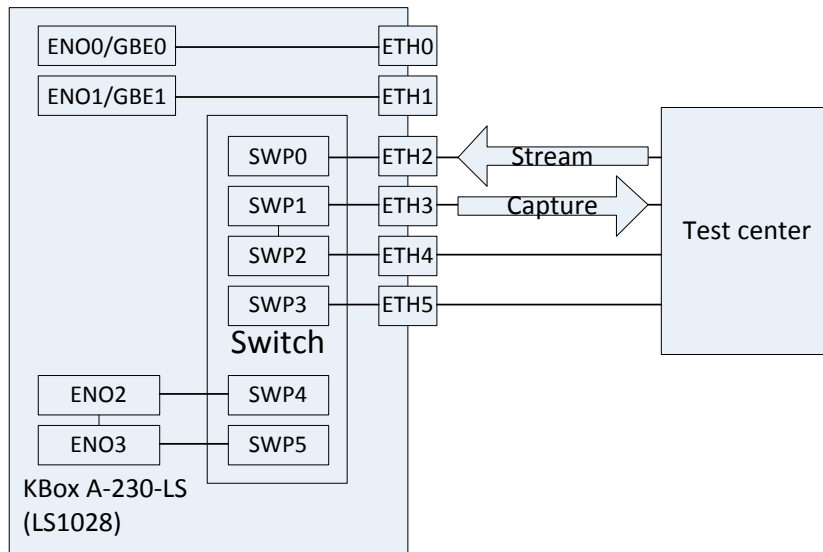 ENO0/GBE0
ETH0
ENO1/GBE1
ETH1
SWP0
ETH2
Stream
SWP1
ETH3
Capture
Test center
SWP2
ETH4
SWP3
ETH5
Switch
ENO2
SWP4
ENO3
SWP5
KBox A-230-LS
(LS1028)